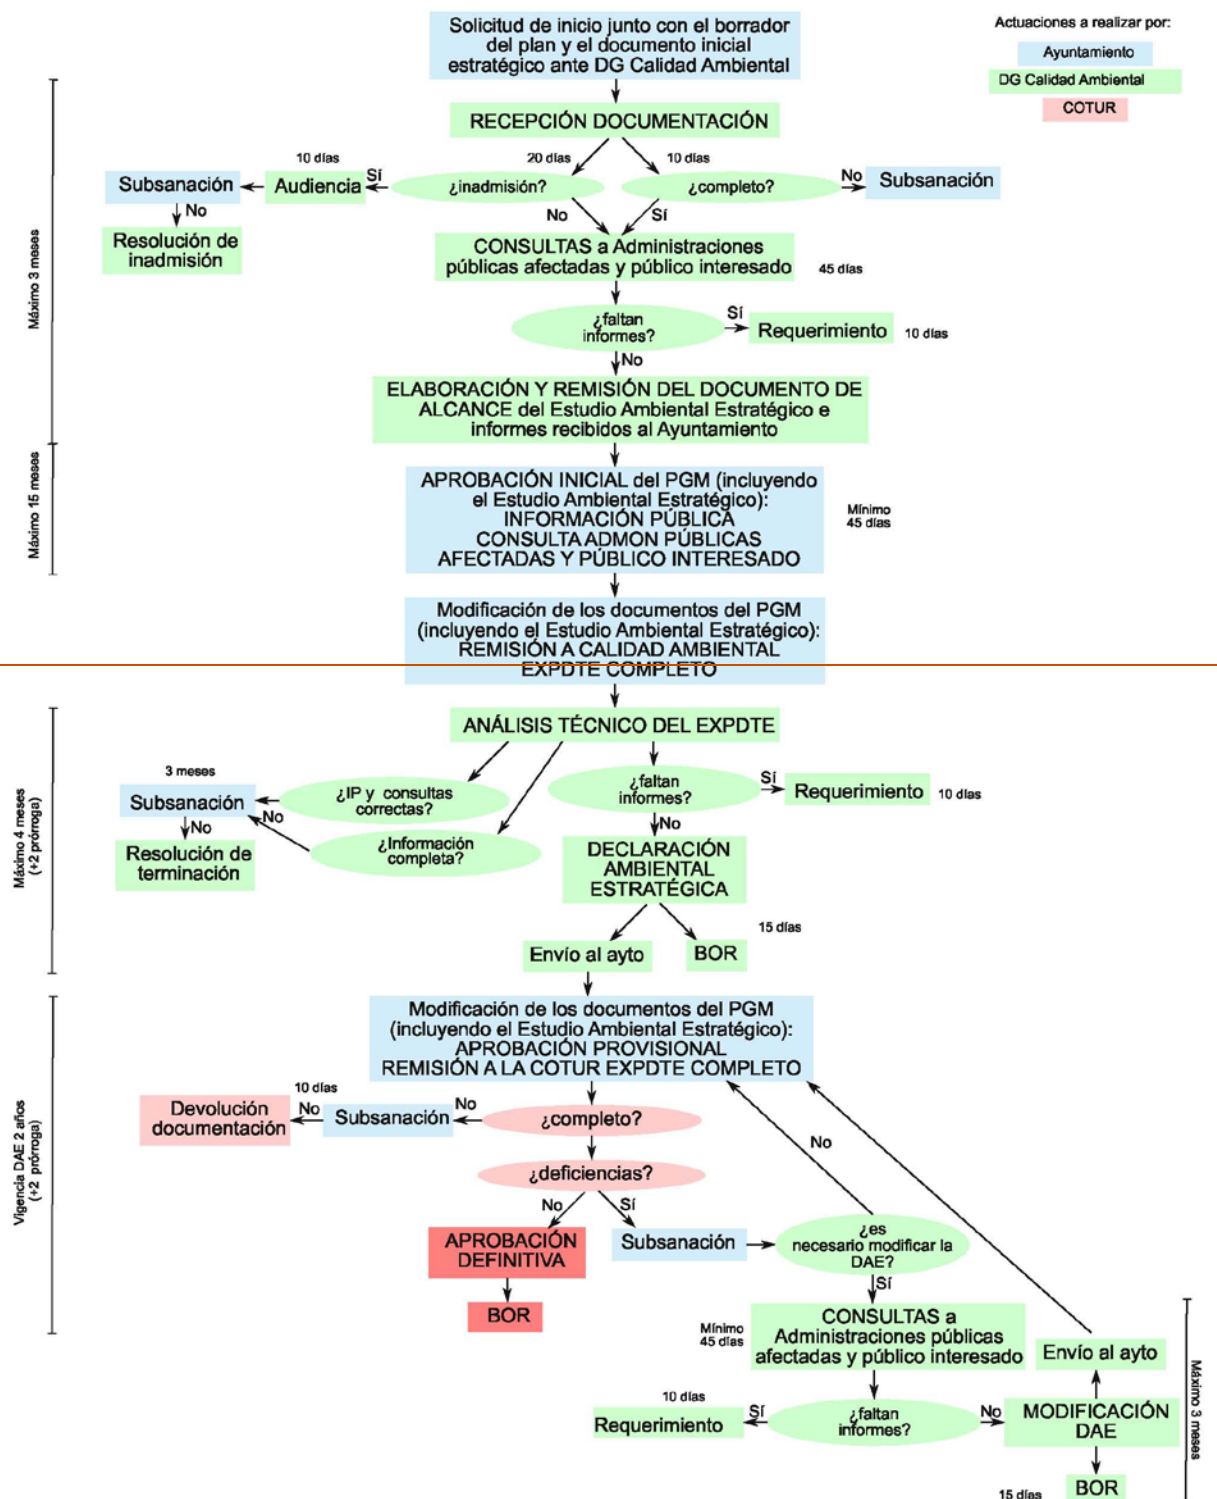 Solicitud de inicio junto con el borrador
del plan y el documento inicial
estratégico ante DG Calidad Ambiental
Actuaciones a realizar por:
Ayuntamiento
DG Calidad Ambiental
COTUR
RECEPCIÓN DOCUMENTACIÓN
Máximo 3 meses
10 días
20 días
10 días
Subsanación
Audiencia
Sí
¿inadmisión?
¿completo?
No
Subsanación
No
No
Sí
Resolución de
inadmisión
CONSULTAS a Administraciones
públicas afectadas y público interesado
45 días
¿faltan
informes?
Sí
Requerimiento
10 días
No
ELABORACIÓN Y REMISIÓN DEL DOCUMENTO DE
ALCANCE del Estudio Ambiental Estratégico e
informes recibidos al Ayuntamiento
Máximo 15 meses
APROBACIÓN INICIAL del PGM (incluyendo
el Estudio Ambiental Estratégico):
INFORMACIÓN PÚBLICA
CONSULTA ADMON PÚBLICAS
AFECTADAS Y PÚBLICO INTERESADO
Mínimo
45 días
Modificación de los documentos del PGM
(incluyendo el Estudio Ambiental Estratégico):
REMISIÓN A CALIDAD AMBIENTAL
EXPDTE COMPLETO
Máximo 4 meses
(+2 prórroga)
ANÁLISIS TÉCNICO DEL EXPDTE
3 meses
Subsanación
¿IP y consultas
correctas?
¿faltan
informes?
Sí
Requerimiento
10 días
No
No
No
Resolución de
terminación
¿Información
completa?
DECLARACIÓN
AMBIENTAL
ESTRATÉGICA
15 días
Envío al ayto
BOR
Vigencia DAE 2 años
(+2 prórroga)
Modificación de los documentos del PGM
(incluyendo el Estudio Ambiental Estratégico):
APROBACIÓN PROVISIONAL
REMISIÓN A LA COTUR EXPDTE COMPLETO
10 días
Devolución
documentación
No
Subsanación
No
¿completo?
No
¿deficiencias?
No
Sí
APROBACIÓN
DEFINITIVA
Subsanación
¿es
necesario modificar la
DAE?
Sí
BOR
Mínimo
45 días
CONSULTAS a
Administraciones públicas
afectadas y público interesado
Envío al ayto
Máximo 3 meses
10 días
Requerimiento
Sí
¿faltan
informes?
No
MODIFICACIÓN
DAE
15 días
BOR